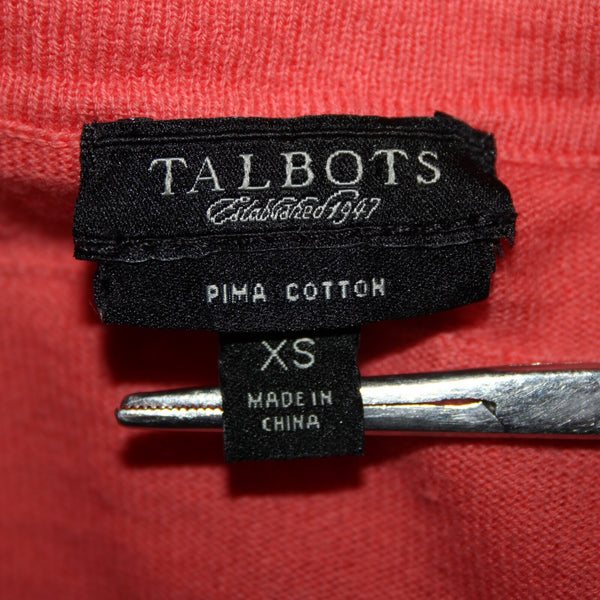 TALBOTS
Established 1947
PIMA COTTON
XS
MADE IN
CHINA